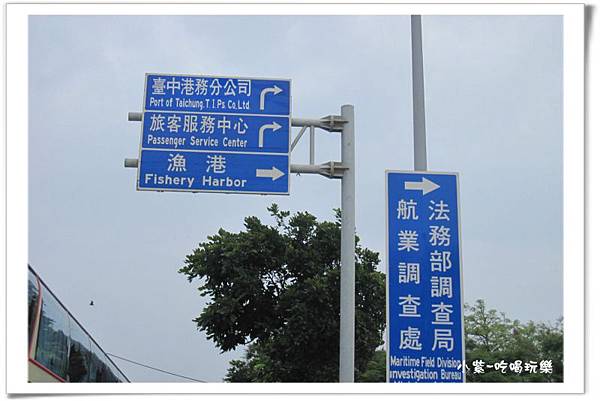 臺中港務分公司
Port of Taichung.T.I.Ps.Co.Ltd
旅客服務中心
Passenger Service Center
漁港
Fishery Harbor
法務部調查局
航業調查處
Maritime Field Division
Investigation Bureau
小紫~吃喝玩樂